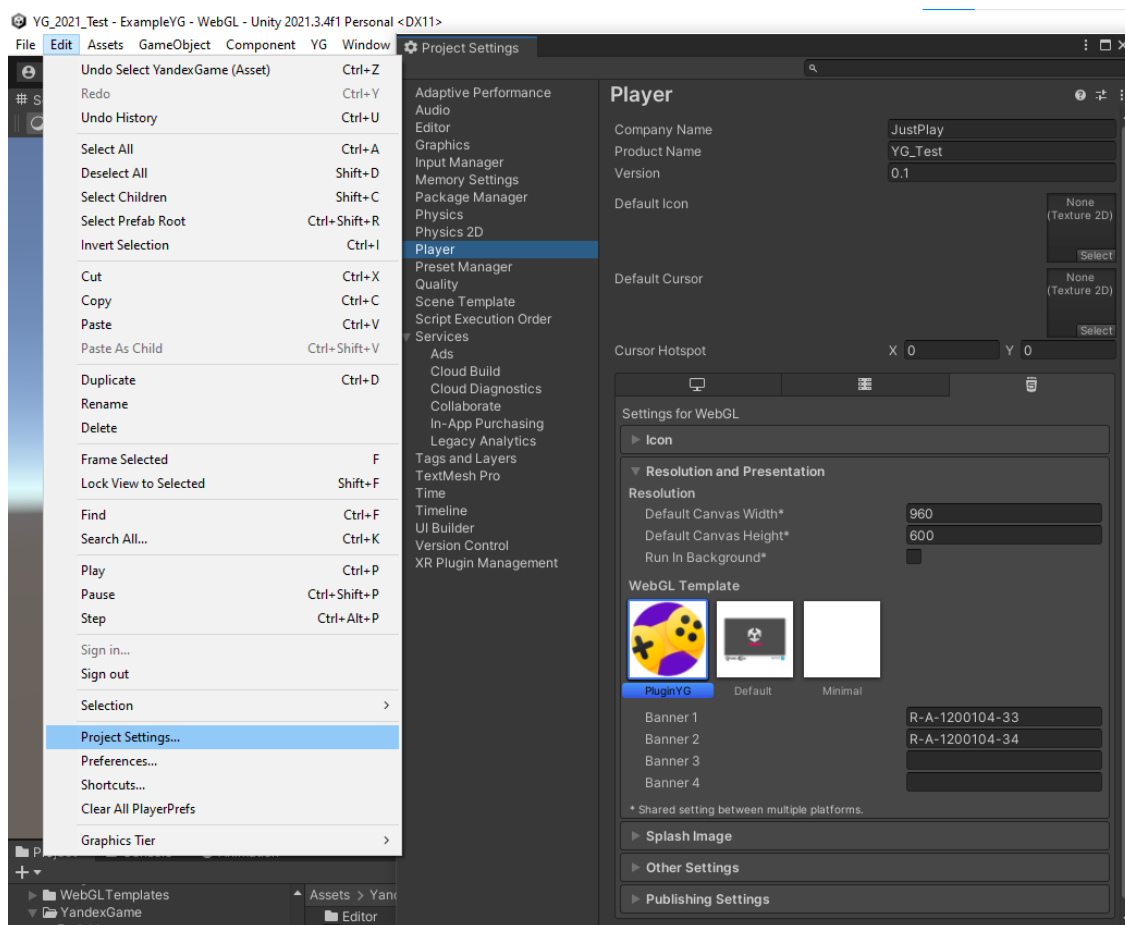 YG_2021_Test - ExampleYG - WebGL - Unity 2021.3.4f1 Personal <DX11>
File Edit Assets GameObject Component YG Window
Undo Select YandexGame (Asset) Ctrl+Z
Redo Ctrl+Y
Undo History Ctrl+U
Select All Ctrl+A
Deselect All Shift+D
Select Children Shift+C
Select Prefab Root Ctrl+Shift+R
Invert Selection Ctrl+I
Cut Ctrl+X
Copy Ctrl+C
Paste Ctrl+V
Paste As Child Ctrl+Shift+V
Duplicate Ctrl+D
Rename
Delete
Frame Selected F
Lock View to Selected Shift+F
Find Ctrl+F
Search All... Ctrl+K
Play Ctrl+P
Pause Ctrl+Shift+P
Step Ctrl+Alt+P
Sign in...
Sign out
Selection
Project Settings...
Preferences...
Shortcuts...
Clear All PlayerPrefs
Graphics Tier
WebGLTemplates
YandexGame
Assets > Yan
Editor
Project Settings
Adaptive Performance
Audio
Editor
Graphics
Input Manager
Memory Settings
Package Manager
Physics
Physics 2D
Player
Preset Manager
Quality
Scene Template
Script Execution Order
Services
Ads
Cloud Build
Cloud Diagnostics
Collaborate
In-App Purchasing
Legacy Analytics
Tags and Layers
TextMesh Pro
Time
Timeline
UI Builder
Version Control
XR Plugin Management
Player
Company Name JustPlay
Product Name YG_Test
Version 0.1
Default Icon
None
(Texture 2D)
Select
Default Cursor
None
(Texture 2D)
Select
Cursor Hotspot X 0 Y 0
Settings for WebGL
Icon
Resolution and Presentation
Resolution
Default Canvas Width* 960
Default Canvas Height* 600
Run In Background*
WebGL Template
PluginYG Default Minimal
Banner 1 R-A-1200104-33
Banner 2 R-A-1200104-34
Banner 3
Banner 4
* Shared setting between multiple platforms.
Splash Image
Other Settings
Publishing Settings